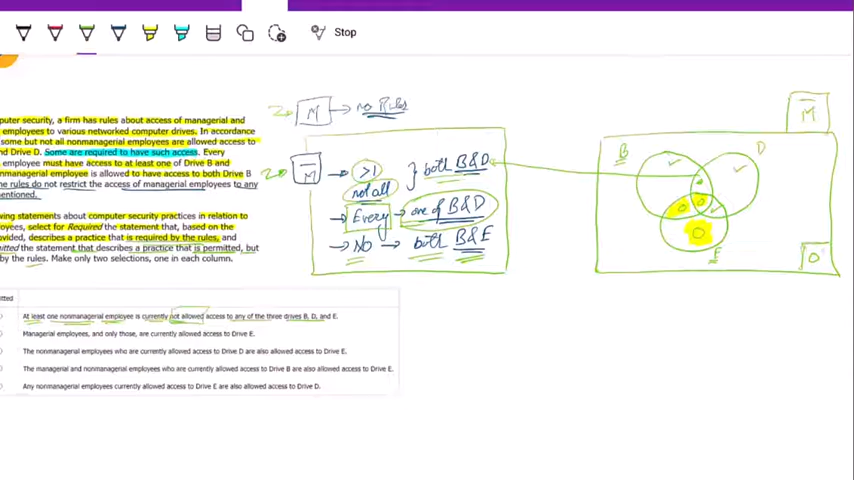 Stop
M → no Rules
M
B
D
puter security, a firm has rules about access of managerial and
employees to various networked computer drives. In accordance
some but not all nonmanagerial employees are allowed access to
nd Drive D. Some are required to have such access. Every
employee must have access to at least one of Drive B and
nmanagerial employee is allowed to have access to both Drive B
he rules do not restrict the access of managerial employees to any
entioned.
M → >1
not all } both B&D
→ Every → one of B&D
→ No → both B&E
0
0
0
E
0
wing statements about computer security practices in relation to
select for Required the statement that, based on the
ovided, describes a practice that is required by the rules, and
mitted the statement that describes a practice that is permitted, but
by the rules. Make only two selections, one in each column.
mitted
At least one nonmanagerial employee is currently not allowed access to any of the three drives B, D, and E.
Managerial employees, and only those, are currently allowed access to Drive E.
The nonmanagerial employees who are currently allowed access to Drive D are also allowed access to Drive E.
The managerial and nonmanagerial employees who are currently allowed access to Drive B are also allowed access to Drive E.
Any nonmanagerial employees currently allowed access to Drive E are also allowed access to Drive D.